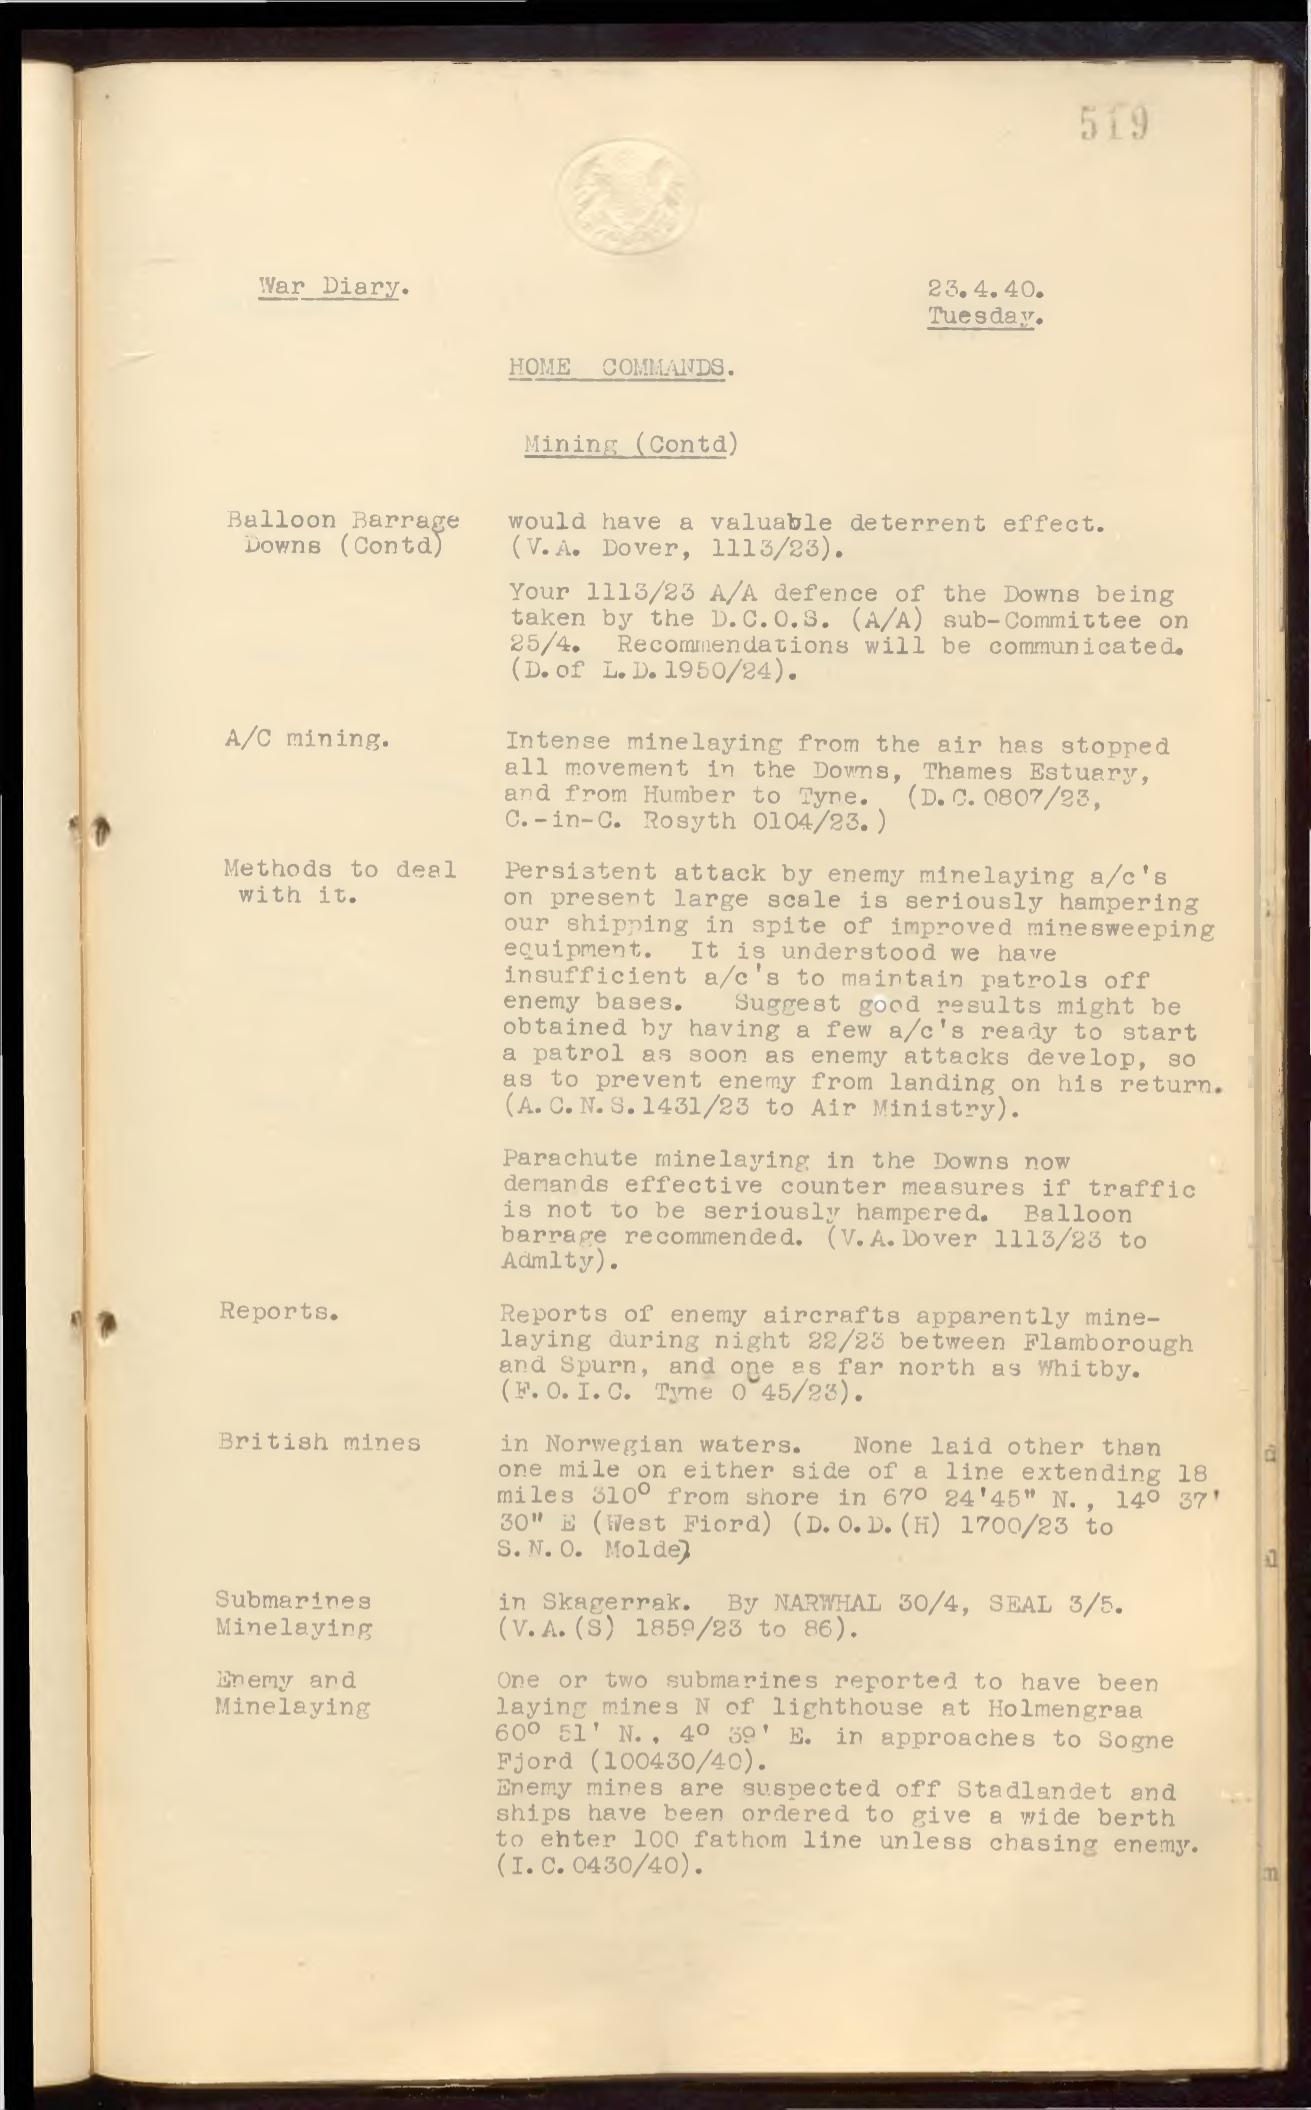 519
War Diary.
23.4.40.
Tuesday.
HOME COMMANDS.
Mining (Contd)
Balloon Barrage
Downs (Contd)
would have a valuable deterrent effect.
(V.A. Dover, 1113/23).
Your 1113/23 A/A defence of the Downs being
taken by the D.C.O.S. (A/A) sub-Committee on
25/4. Recommendations will be communicated.
(D.of L.D.1950/24).
A/C mining.
Intense minelaying from the air has stopped
all movement in the Downs, Thames Estuary,
and from Humber to Tyne. (D.C.0807/23,
C.-in-C. Rosyth 0104/23.)
Methods to deal
with it.
Persistent attack by enemy minelaying a/c's
on present large scale is seriously hampering
our shipping in spite of improved minesweeping
equipment. It is understood we have
insufficient a/c's to maintain patrols off
enemy bases. Suggest good results might be
obtained by having a few a/c's ready to start
a patrol as soon as enemy attacks develop, so
as to prevent enemy from landing on his return.
(A.C.N.S.1431/23 to Air Ministry).
Parachute minelaying in the Downs now
demands effective counter measures if traffic
is not to be seriously hampered. Balloon
barrage recommended. (V.A.Dover 1113/23 to
Admlty).
Reports.
Reports of enemy aircrafts apparently mine-
laying during night 22/23 between Flamborough
and Spurn, and one as far north as Whitby.
(F.O.I.C. Tyne 0 45/23).
British mines
in Norwegian waters. None laid other than
one mile on either side of a line extending 18
miles 310° from shore in 67° 24'45" N., 14° 37'
30" E (West Fiord) (D.O.D.(H) 1700/23 to
S.N.O. Molde)
Submarines
Minelaying
in Skagerrak. By NARWHAL 30/4, SEAL 3/5.
(V.A.(S) 1859/23 to 86).
Enemy and
Minelaying
One or two submarines reported to have been
laying mines N of lighthouse at Holmengraa
60° 51' N., 4° 39' E. in approaches to Sogne
Fjord (100430/40).
Enemy mines are suspected off Stadlandet and
ships have been ordered to give a wide berth
to ehter 100 fathom line unless chasing enemy.
(I.C.0430/40).